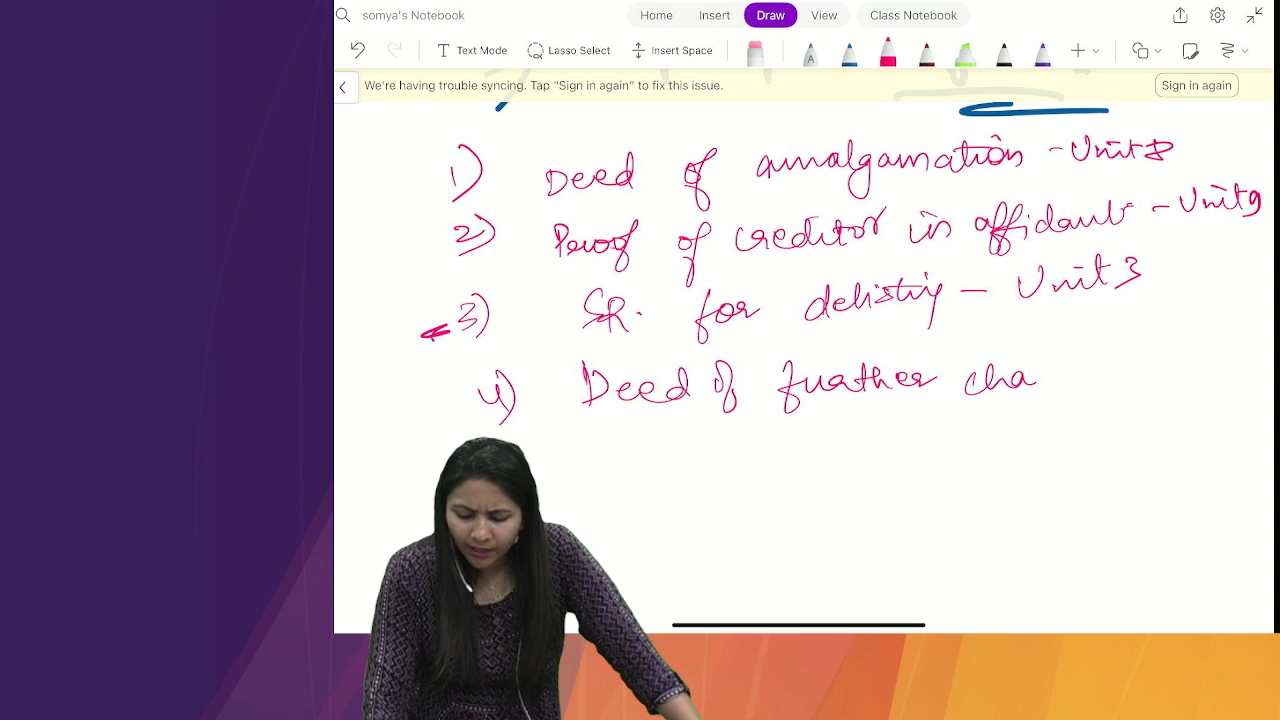 somya's Notebook
Home Insert Draw View Class Notebook
Text Mode Lasso Select Insert Space
We're having trouble syncing. Tap "Sign in again" to fix this issue. Sign in again
1) Deed of amalgamation - Unit 8
2) Proof of creditor in affidavit - Unit 9
3) SR. for delisting - Unit 3
4) Deed of further cha